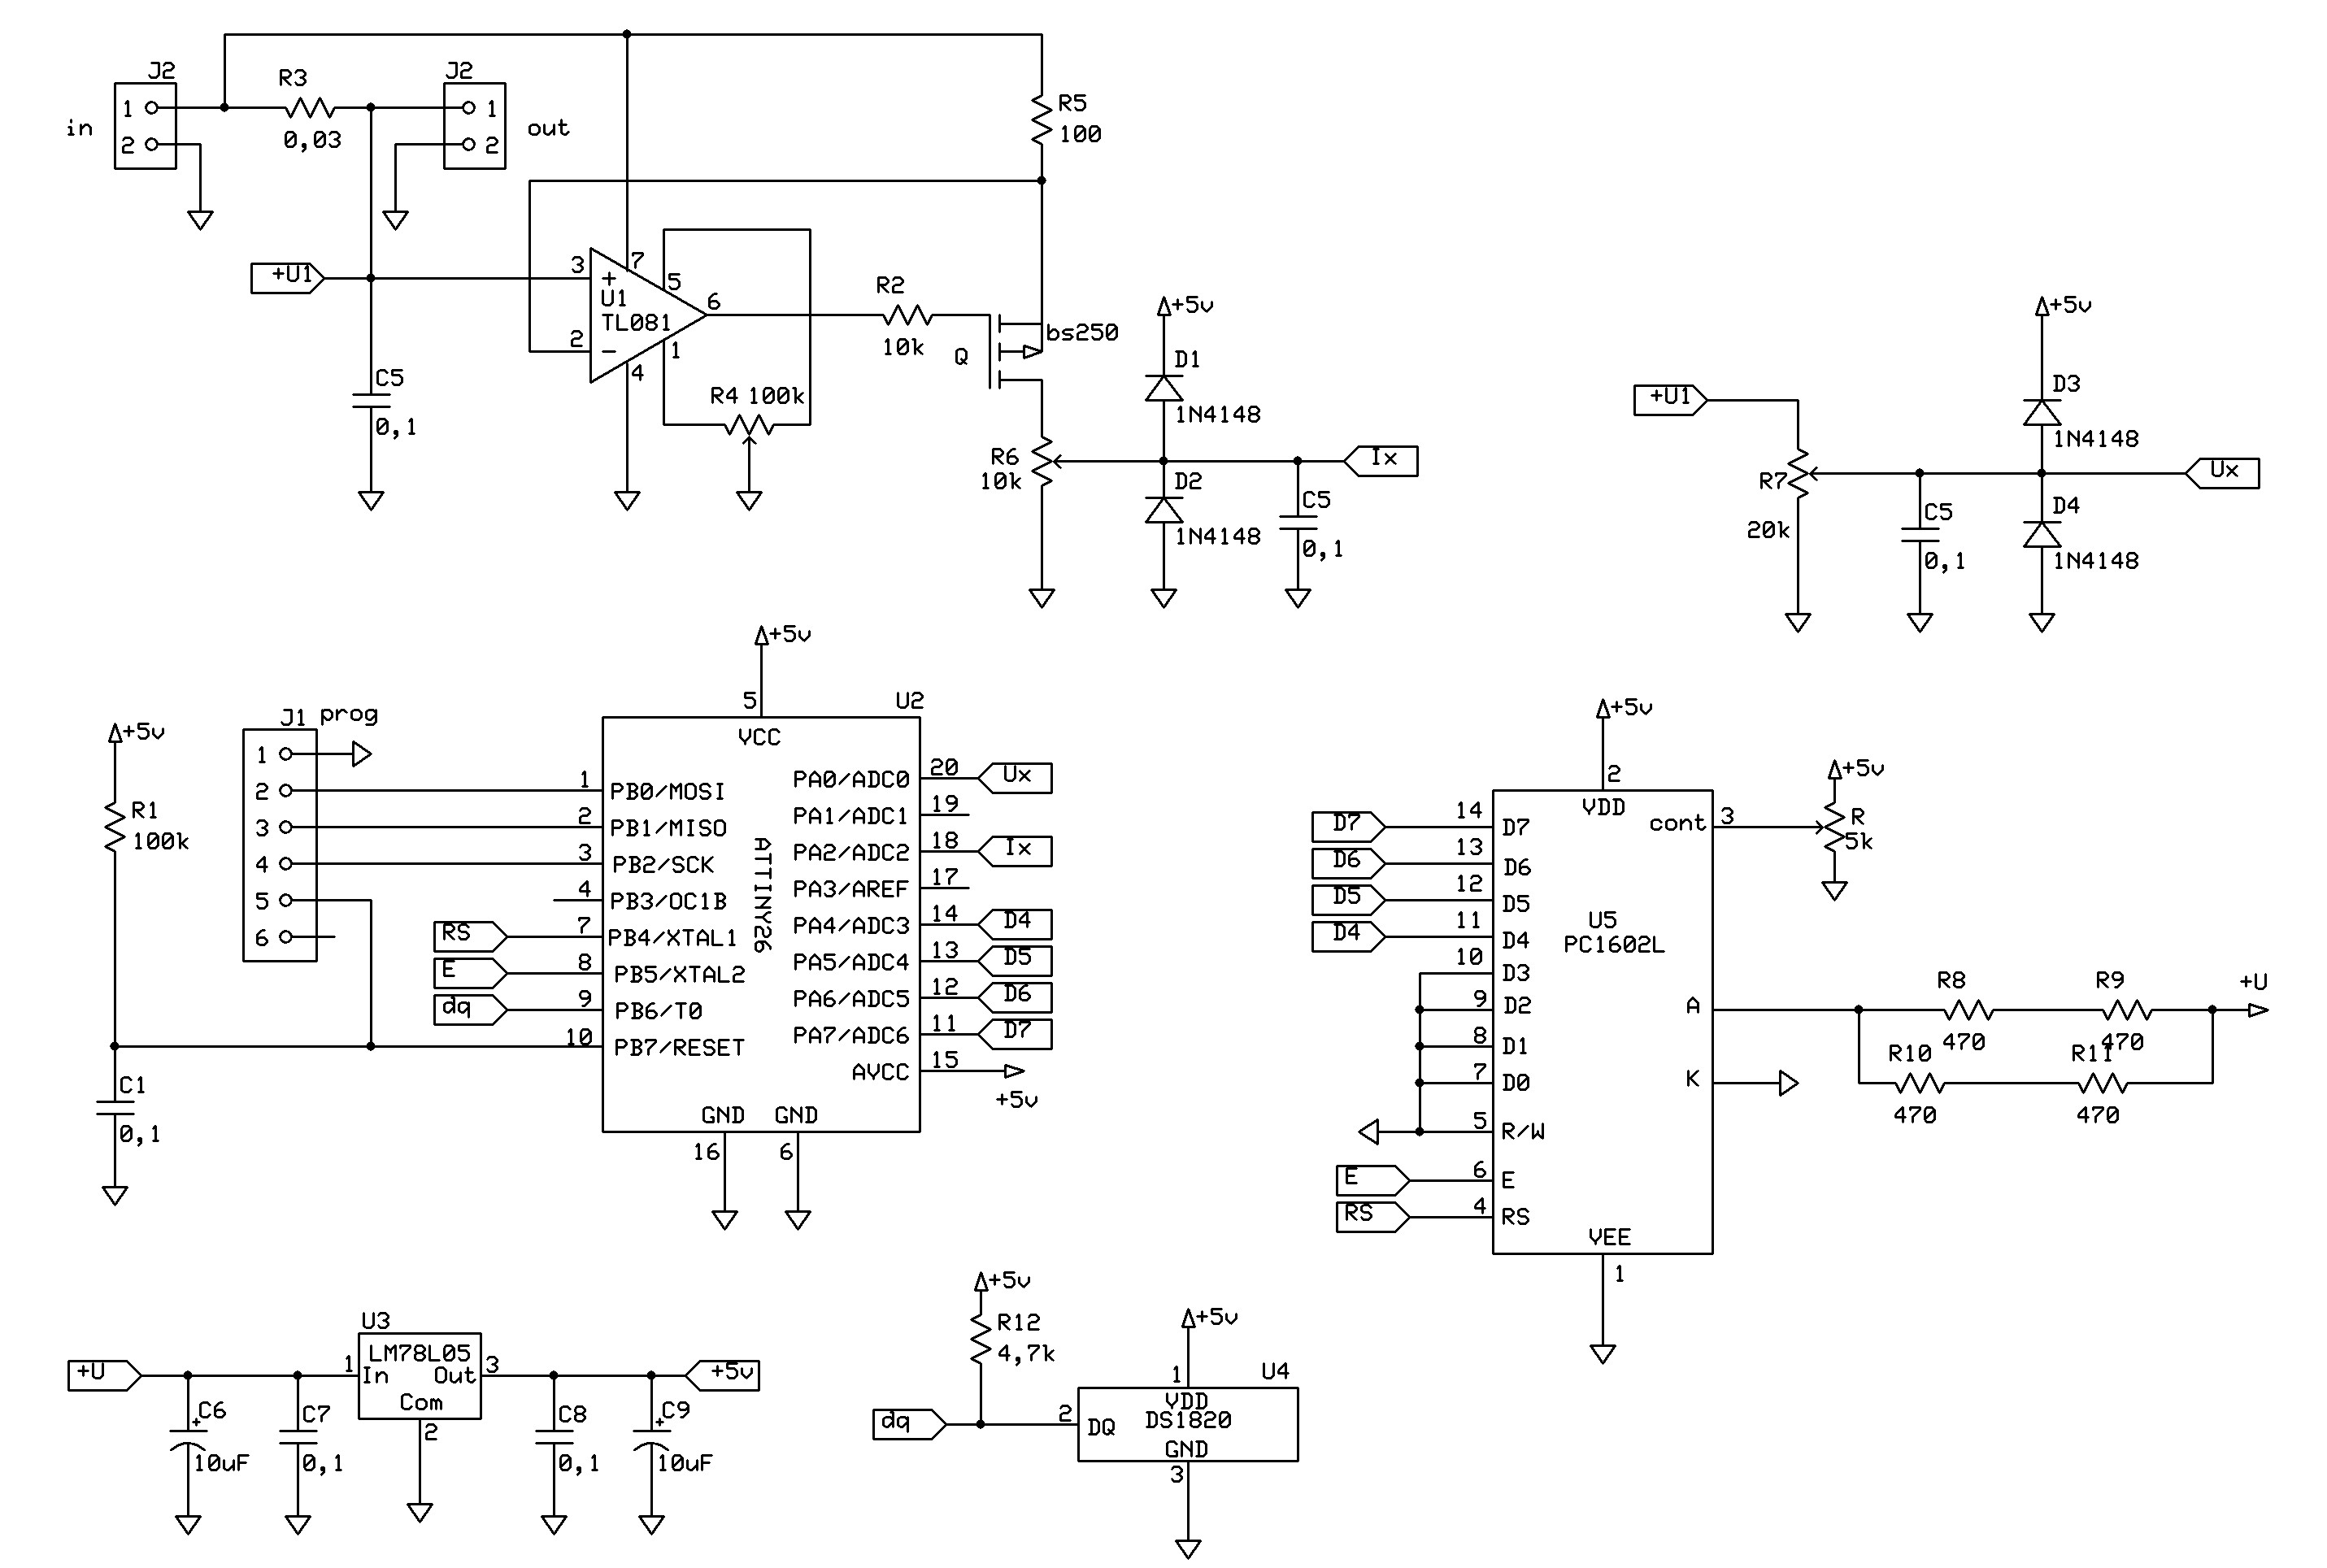 J2
R3
J2
1
1
in
0,03
out
2
2
R5
100
+U1
3
+
7
5
U1
TL081
6
2
-
4
1
R2
10k
Q
bs250
R4 100k
C5
0,1
R6
10k
+5v
D1
1N4148
D2
1N4148
Ix
C5
0,1
+U1
R7
20k
+5v
D3
1N4148
Ux
C5
0,1
D4
1N4148
+5v
R1
100k
C1
0,1
J1 prog
1
2
3
4
5
6
+5v
5
U2
VCC
ATTINY26
1 PB0/MOSI
2 PB1/MISO
3 PB2/SCK
4 PB3/OC1B
RS 7 PB4/XTAL1
E 8 PB5/XTAL2
dq 9 PB6/T0
10 PB7/RESET
PA0/ADC0 20 Ux
PA1/ADC1 19
PA2/ADC2 18 Ix
PA3/AREF 17
PA4/ADC3 14 D4
PA5/ADC4 13 D5
PA6/ADC5 12 D6
PA7/ADC6 11 D7
AVCC 15
+5v
GND GND
16 6
+5v
2
VDD
D7 14 D7
D6 13 D6
D5 12 D5
D4 11 D4
10 D3
9 D2
8 D1
7 D0
5 R/W
E 6 E
RS 4 RS
U5
PC1602L
cont 3
+5v
R
5k
A
K
VEE
1
R8
470
R9
470
+U
R10
470
R11
470
+U
C6
+
10uF
C7
0,1
U3
LM78L05
1 In Out 3
Com
2
C8
0,1
C9
+
10uF
+5v
+5v
R12
4,7k
dq
2
DQ
+5v
1
U4
VDD
DS1820
GND
3